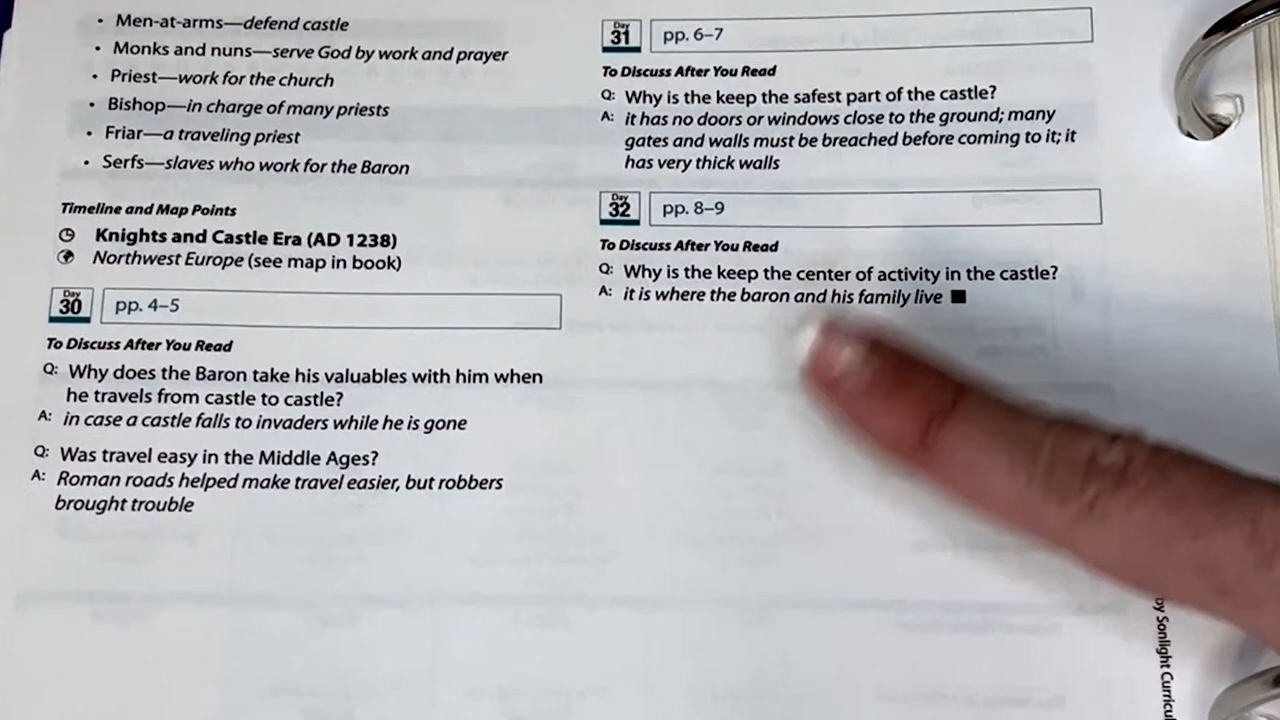 • Men-at-arms—defend castle
• Monks and nuns—serve God by work and prayer
• Priest—work for the church
• Bishop—in charge of many priests
• Friar—a traveling priest
• Serfs—slaves who work for the Baron
Timeline and Map Points
Knights and Castle Era (AD 1238)
Northwest Europe (see map in book)
Day
30
pp. 4–5
To Discuss After You Read
Q: Why does the Baron take his valuables with him when
he travels from castle to castle?
A: in case a castle falls to invaders while he is gone
Q: Was travel easy in the Middle Ages?
A: Roman roads helped make travel easier, but robbers
brought trouble
Day
31
pp. 6–7
To Discuss After You Read
Q: Why is the keep the safest part of the castle?
A: it has no doors or windows close to the ground; many
gates and walls must be breached before coming to it; it
has very thick walls
Day
32
pp. 8–9
To Discuss After You Read
Q: Why is the keep the center of activity in the castle?
A: it is where the baron and his family live ■
by Sonlight